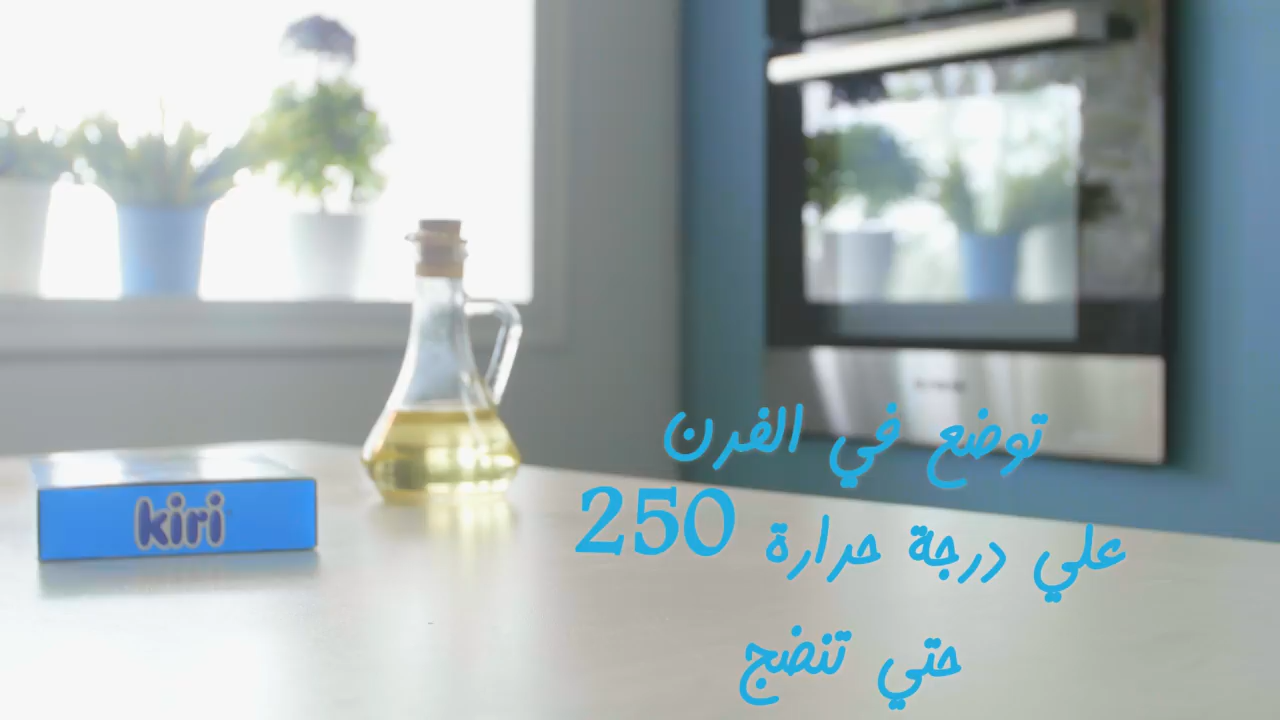 kiri
توضع في الفرن
علي درجة حرارة 250
حتي تنضج